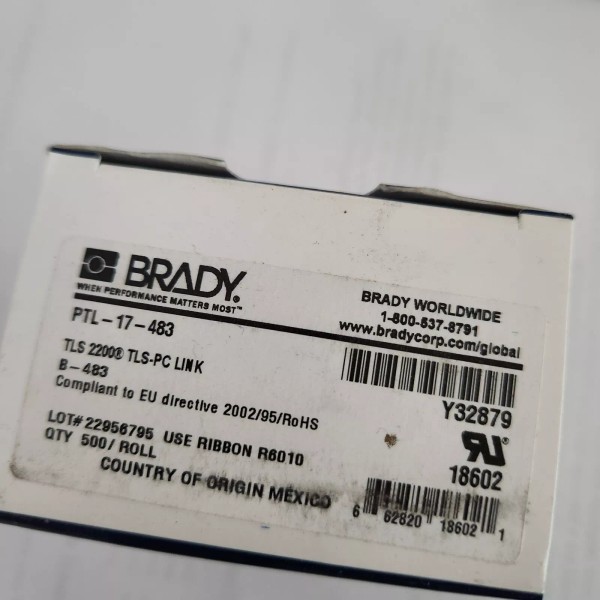 BRADY®
WHEN PERFORMANCE MATTERS MOST™
PTL-17-483
TLS 2200® TLS-PC LINK
B-483
Compliant to EU directive 2002/95/RoHS
LOT# 22956795 USE RIBBON R6010
QTY 500/ ROLL
COUNTRY OF ORIGIN MEXICO
BRADY WORLDWIDE
1-800-537-8791
www.bradycorp.com/global
Y32879
18602
6 62820 18602 1